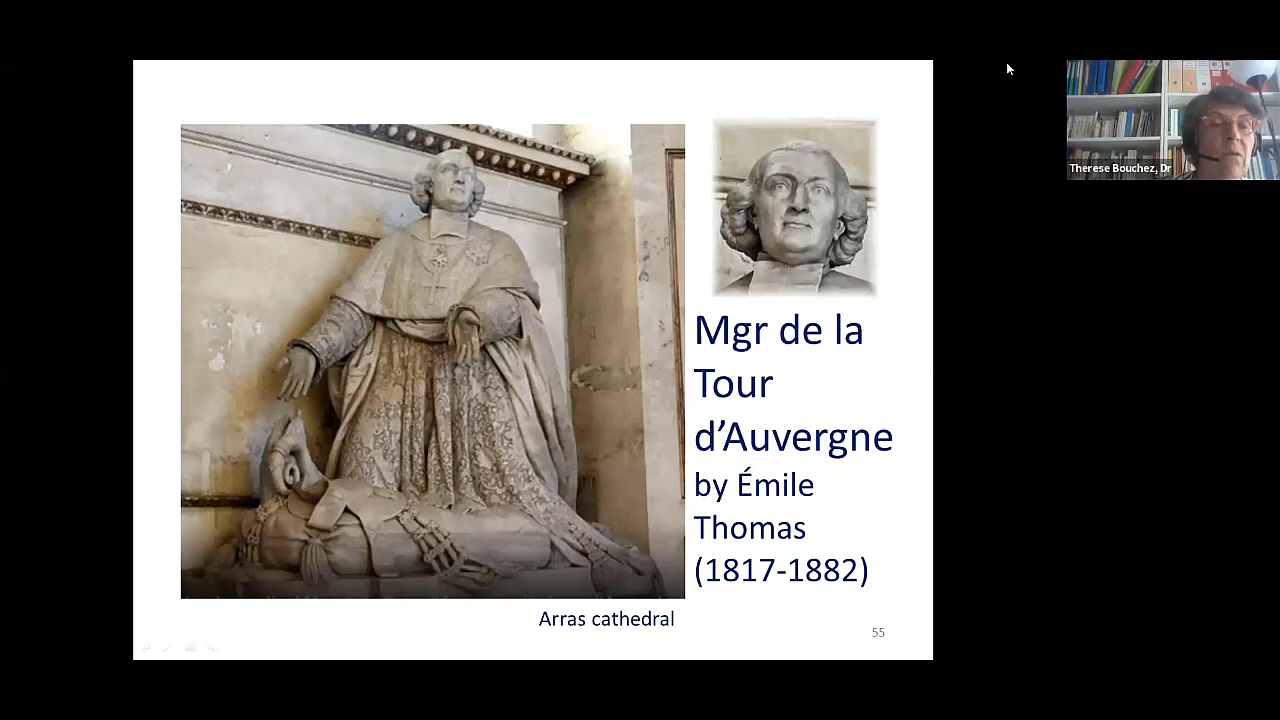 Mgr de la
Tour
d’Auvergne
by Émile
Thomas
(1817-1882)
Arras cathedral
55
Therese Bouchez, Dr